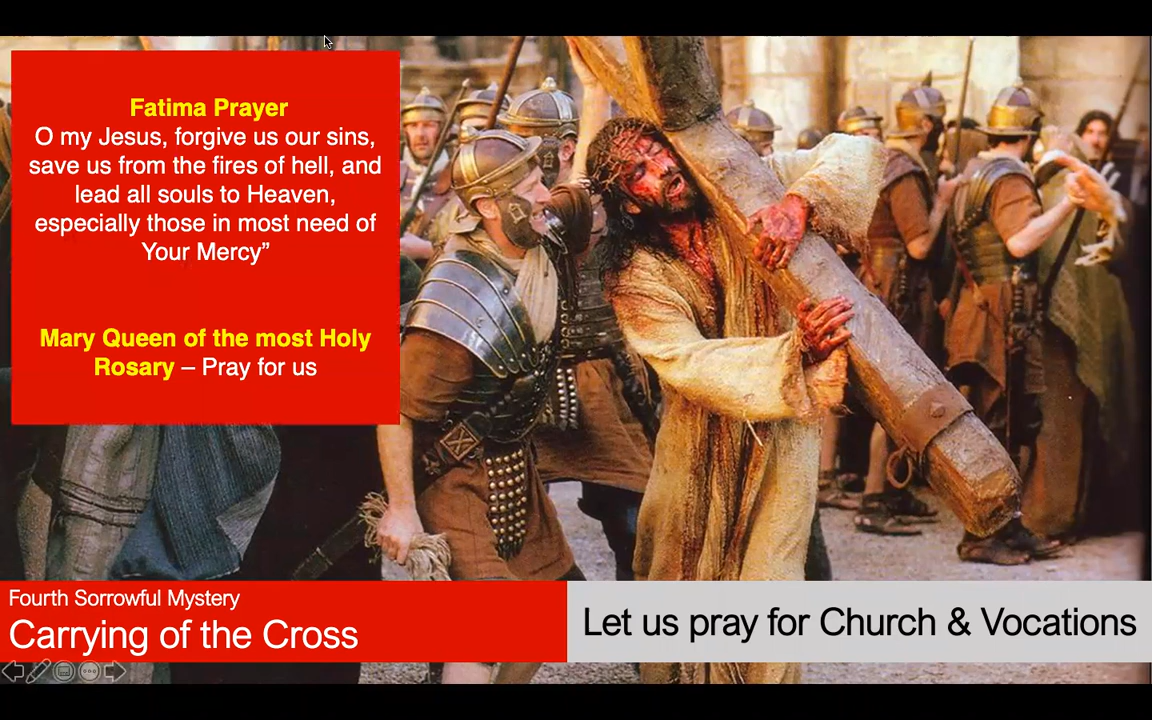 Fatima Prayer
O my Jesus, forgive us our sins,
save us from the fires of hell, and
lead all souls to Heaven,
especially those in most need of
Your Mercy”
Mary Queen of the most Holy
Rosary – Pray for us
Fourth Sorrowful Mystery
Carrying of the Cross
Let us pray for Church & Vocations